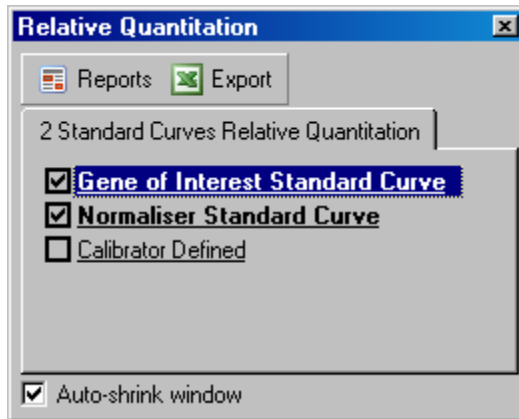 Relative Quantitation
Reports Export
2 Standard Curves Relative Quantitation
Gene of Interest Standard Curve
Normaliser Standard Curve
Calibrator Defined
Auto-shrink window